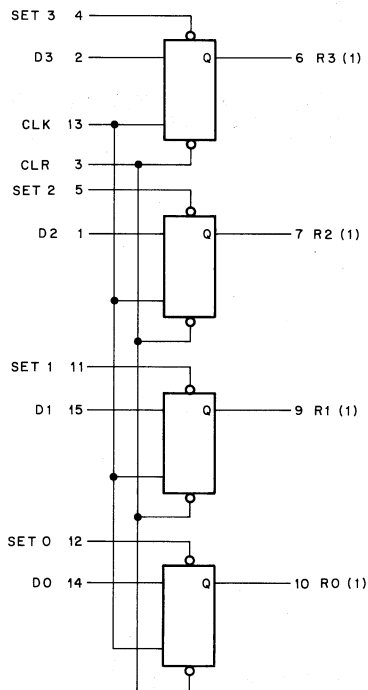 SET 3 4
D3 2 Q 6 R3 (1)
CLK 13
CLR 3
SET 2 5
D2 1 Q 7 R2 (1)
SET 1 11
D1 15 Q 9 R1 (1)
SET 0 12
D0 14 Q 10 R0 (1)